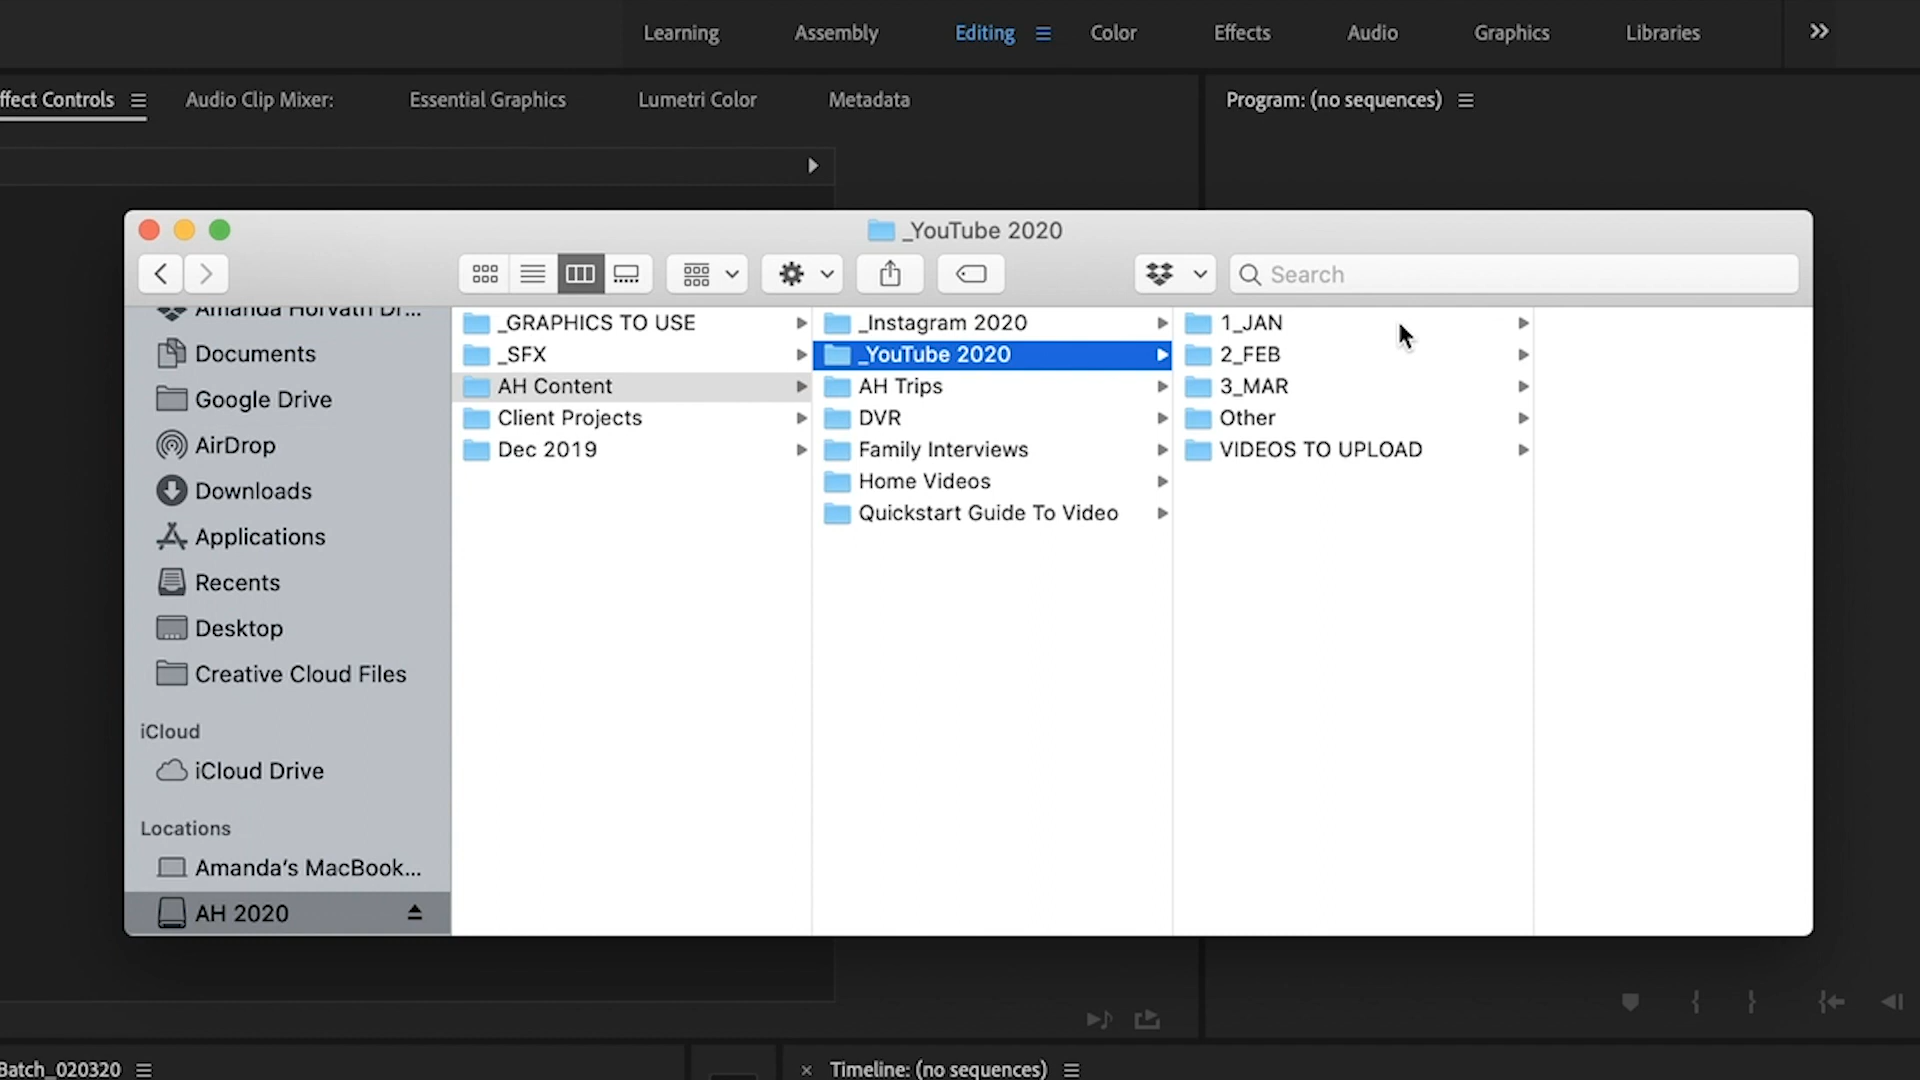 Learning Assembly Editing Color Effects Audio Graphics Libraries
ffect Controls Audio Clip Mixer: Essential Graphics Lumetri Color Metadata Program: (no sequences)
_YouTube 2020
Search
Amanda Horvath Dr...
Documents
Google Drive
AirDrop
Downloads
Applications
Recents
Desktop
Creative Cloud Files
iCloud
iCloud Drive
Locations
Amanda's MacBook...
AH 2020
_GRAPHICS TO USE
_SFX
AH Content
Client Projects
Dec 2019
_Instagram 2020
_YouTube 2020
AH Trips
DVR
Family Interviews
Home Videos
Quickstart Guide To Video
1_JAN
2_FEB
3_MAR
Other
VIDEOS TO UPLOAD
Batch_020320 Timeline: (no sequences)